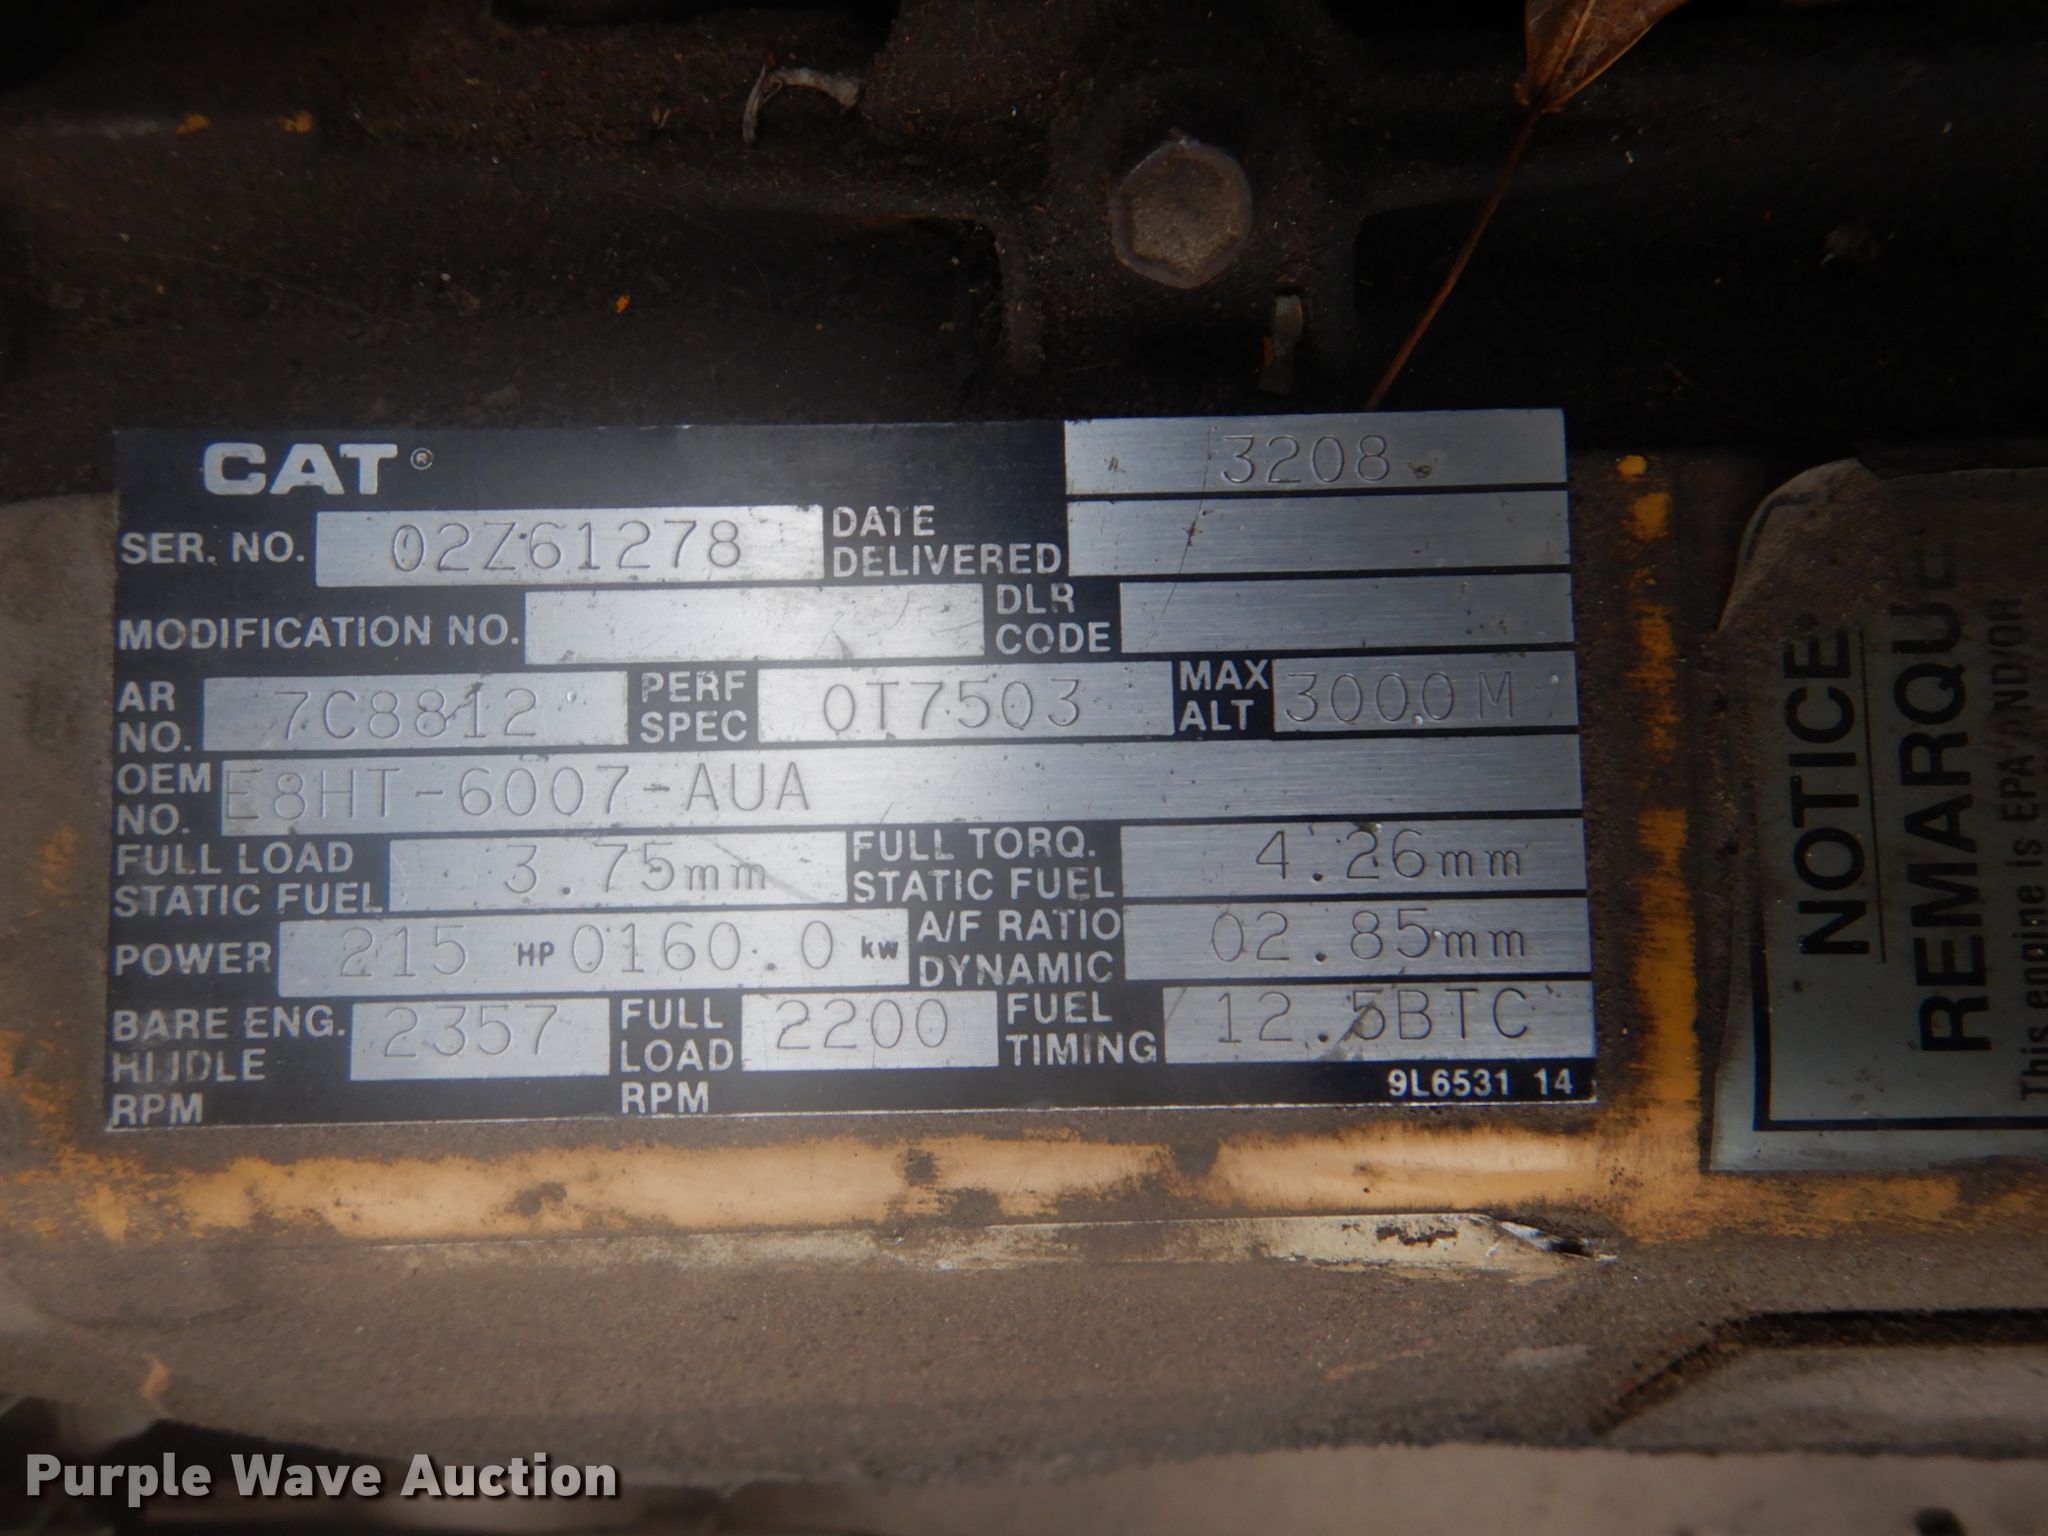 CAT® 3208
SER. NO. 02Z61278 DATE DELIVERED
MODIFICATION NO. DLR CODE
AR NO. 7C8812 PERF SPEC 0T7503 MAX ALT 3000M
OEM NO. E8HT-6007-AUA
FULL LOAD STATIC FUEL 3.75mm FULL TORQ. STATIC FUEL 4.26mm
POWER 215 HP 0160.0 kw A/F RATIO DYNAMIC 02.85mm
BARE ENG. HI IDLE RPM 2357 FULL LOAD RPM 2200 FUEL TIMING 12.5BTC
9L6531 14
NOTICE
REMARQUE
This engine is EPA AND/OR
Purple Wave Auction